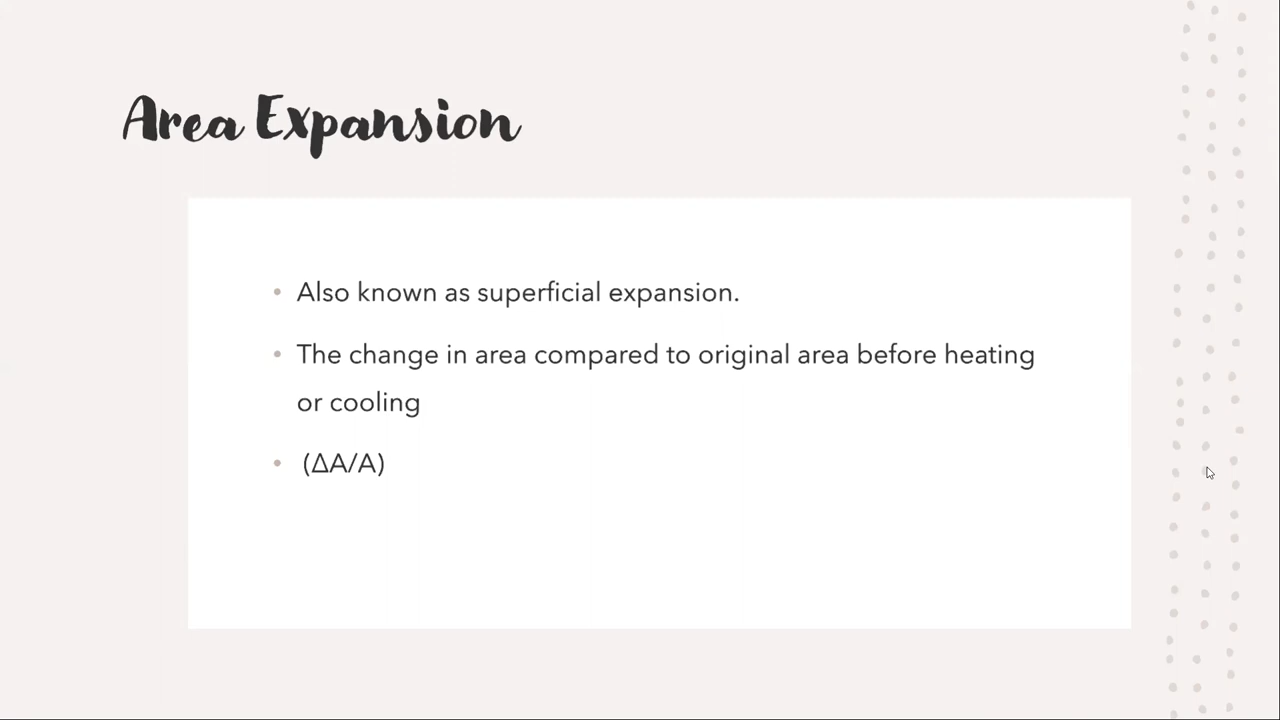 Area Expansion
• Also known as superficial expansion.
• The change in area compared to original area before heating
or cooling
• (ΔA/A)